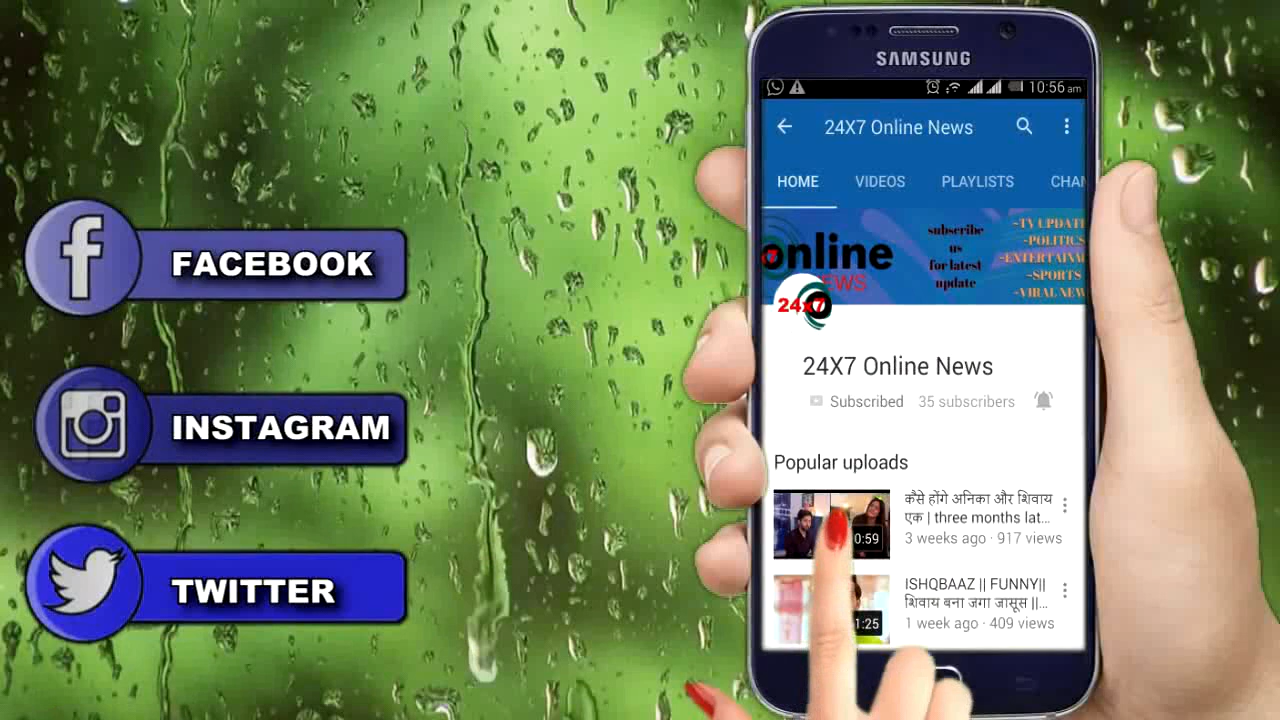 FACEBOOK
INSTAGRAM
TWITTER
SAMSUNG
10:56 am
24X7 Online News
HOME VIDEOS PLAYLISTS CHAN
online
EWS
subscribe
us
for latest
update
-TV UPDATE
-POLITICS
-ENTERTAINM
-SPORTS
-VIRAL NEW
24x7
24X7 Online News
Subscribed 35 subscribers
Popular uploads
0:59
कैसे होंगे अनिका और शिवाय
एक | three months lat...
3 weeks ago · 917 views
1:25
ISHQBAAZ || FUNNY||
शिवाय बना जगा जासूस ||...
1 week ago · 409 views